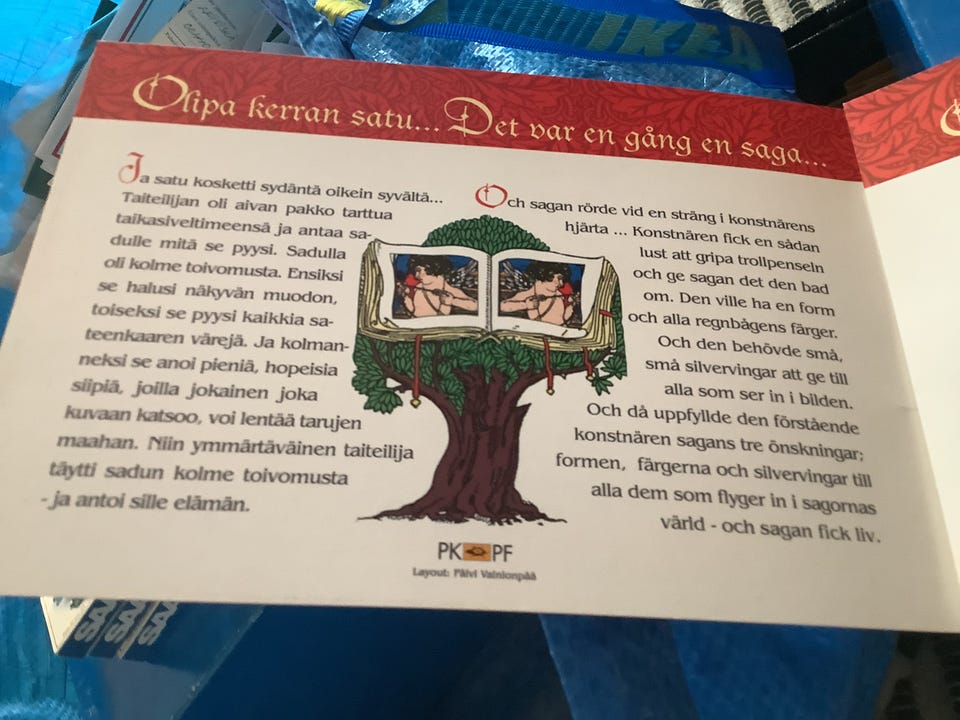 IKEA
Olipa kerran satu... Det var en gång en saga...
Ja satu kosketti sydäntä oikein syvältä...
Taiteilijan oli aivan pakko tarttua
taikasiveltimeensä ja antaa sa-
dulle mitä se pyysi. Sadulla
oli kolme toivomusta. Ensiksi
se halusi näkyvän muodon,
toiseksi se pyysi kaikkia sa-
teenkaaren värejä. Ja kolman-
neksi se anoi pieniä, hopeisia
siipiä, joilla jokainen joka
kuvaan katsoo, voi lentää tarujen
maahan. Niin ymmärtäväinen taiteilija
täytti sadun kolme toivomusta
- ja antoi sille elämän.
Och sagan rörde vid en sträng i konstnärens
hjärta ... Konstnären fick en sådan
lust att gripa trollpenseln
och ge sagan det den bad
om. Den ville ha en form
och alla regnbågens färger.
Och den behövde små,
små silvervingar att ge till
alla som ser in i bilden.
Och då uppfyllde den förstående
konstnären sagans tre önskningar;
formen, färgerna och silvervingar till
alla dem som flyger in i sagornas
värld - och sagan fick liv.
PK PF
Layout: Päivi Vainionpää